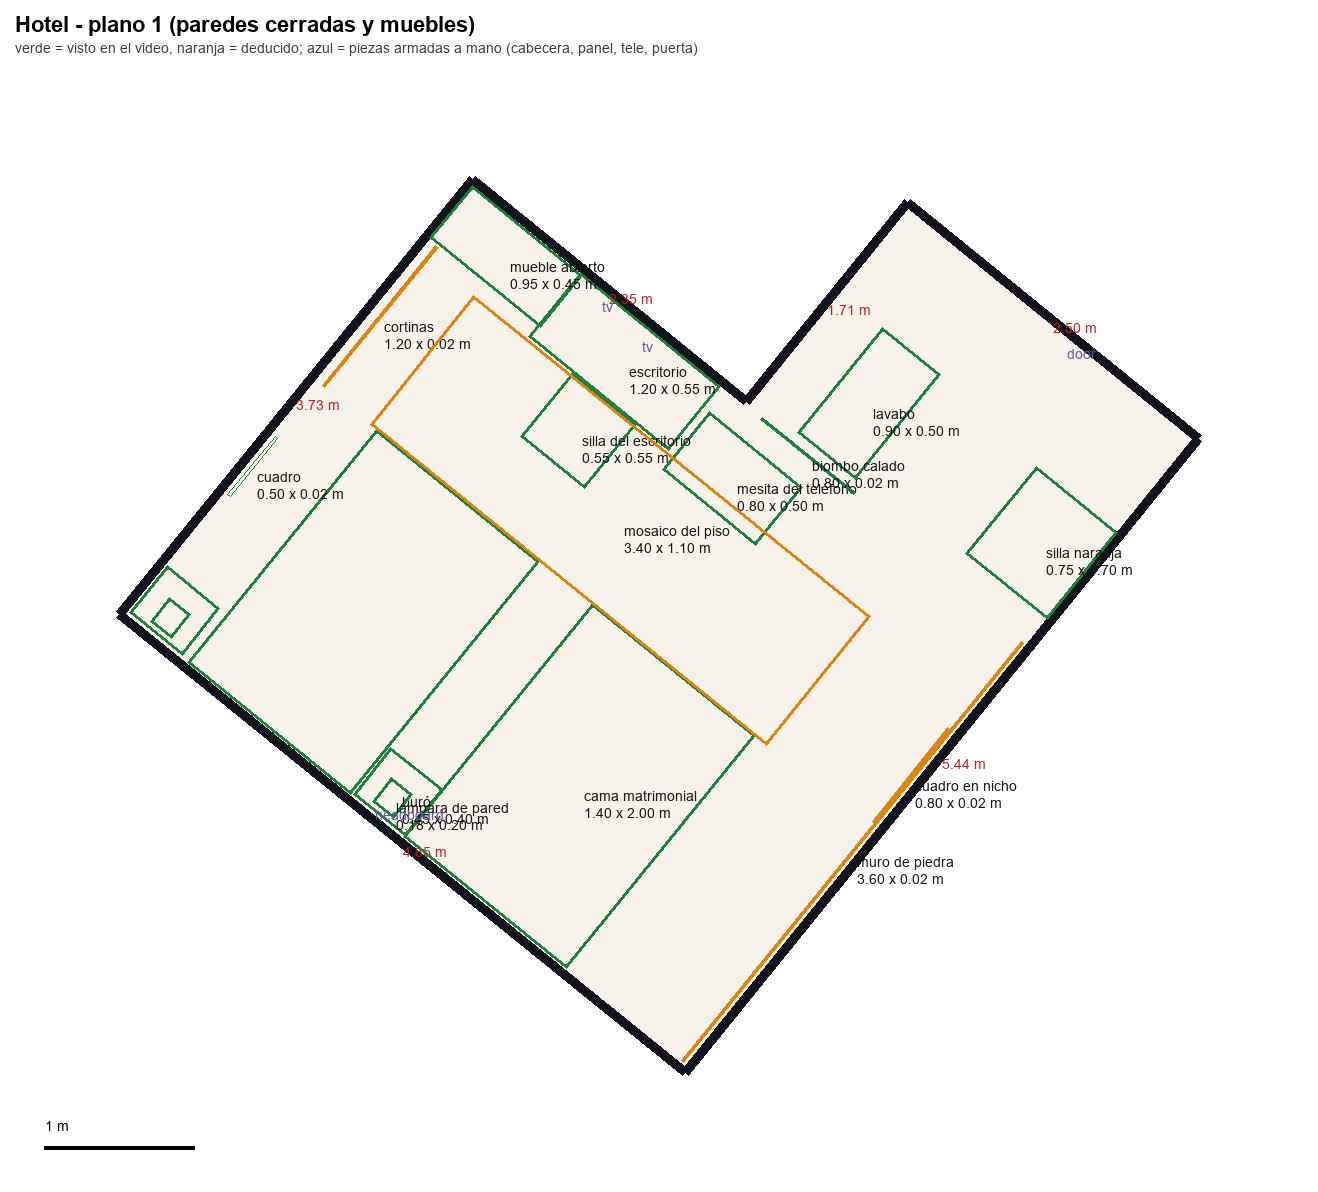 Hotel - plano 1 (paredes cerradas y muebles)
verde = visto en el video, naranja = deducido; azul = piezas armadas a mano (cabecera, panel, tele, puerta)
mueble abierto
0.95 x 0.45 m
tv
1.71 m
2.50 m
door
cortinas
1.20 x 0.02 m
tv
escritorio
1.20 x 0.55 m
3.73 m
lavabo
0.90 x 0.50 m
silla del escritorio
0.55 x 0.55 m
biombo calado
0.80 x 0.02 m
cuadro
0.50 x 0.02 m
mesita del teléfono
0.80 x 0.50 m
mosaico del piso
3.40 x 1.10 m
silla naranja
0.75 x 0.70 m
5.44 m
cuadro en nicho
0.80 x 0.02 m
cama matrimonial
1.40 x 2.00 m
buró
lámpara de pared
0.18 x 0.20 m
muro de piedra
3.60 x 0.02 m
1 m